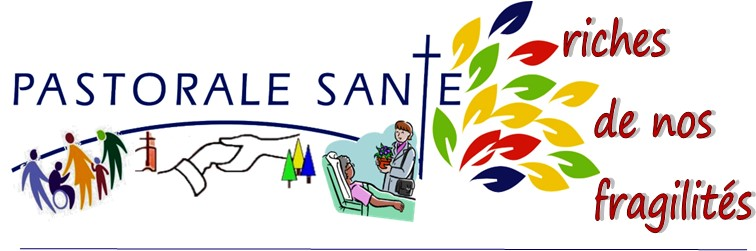 PASTORALE SANTE
riches
de nos
fragilités